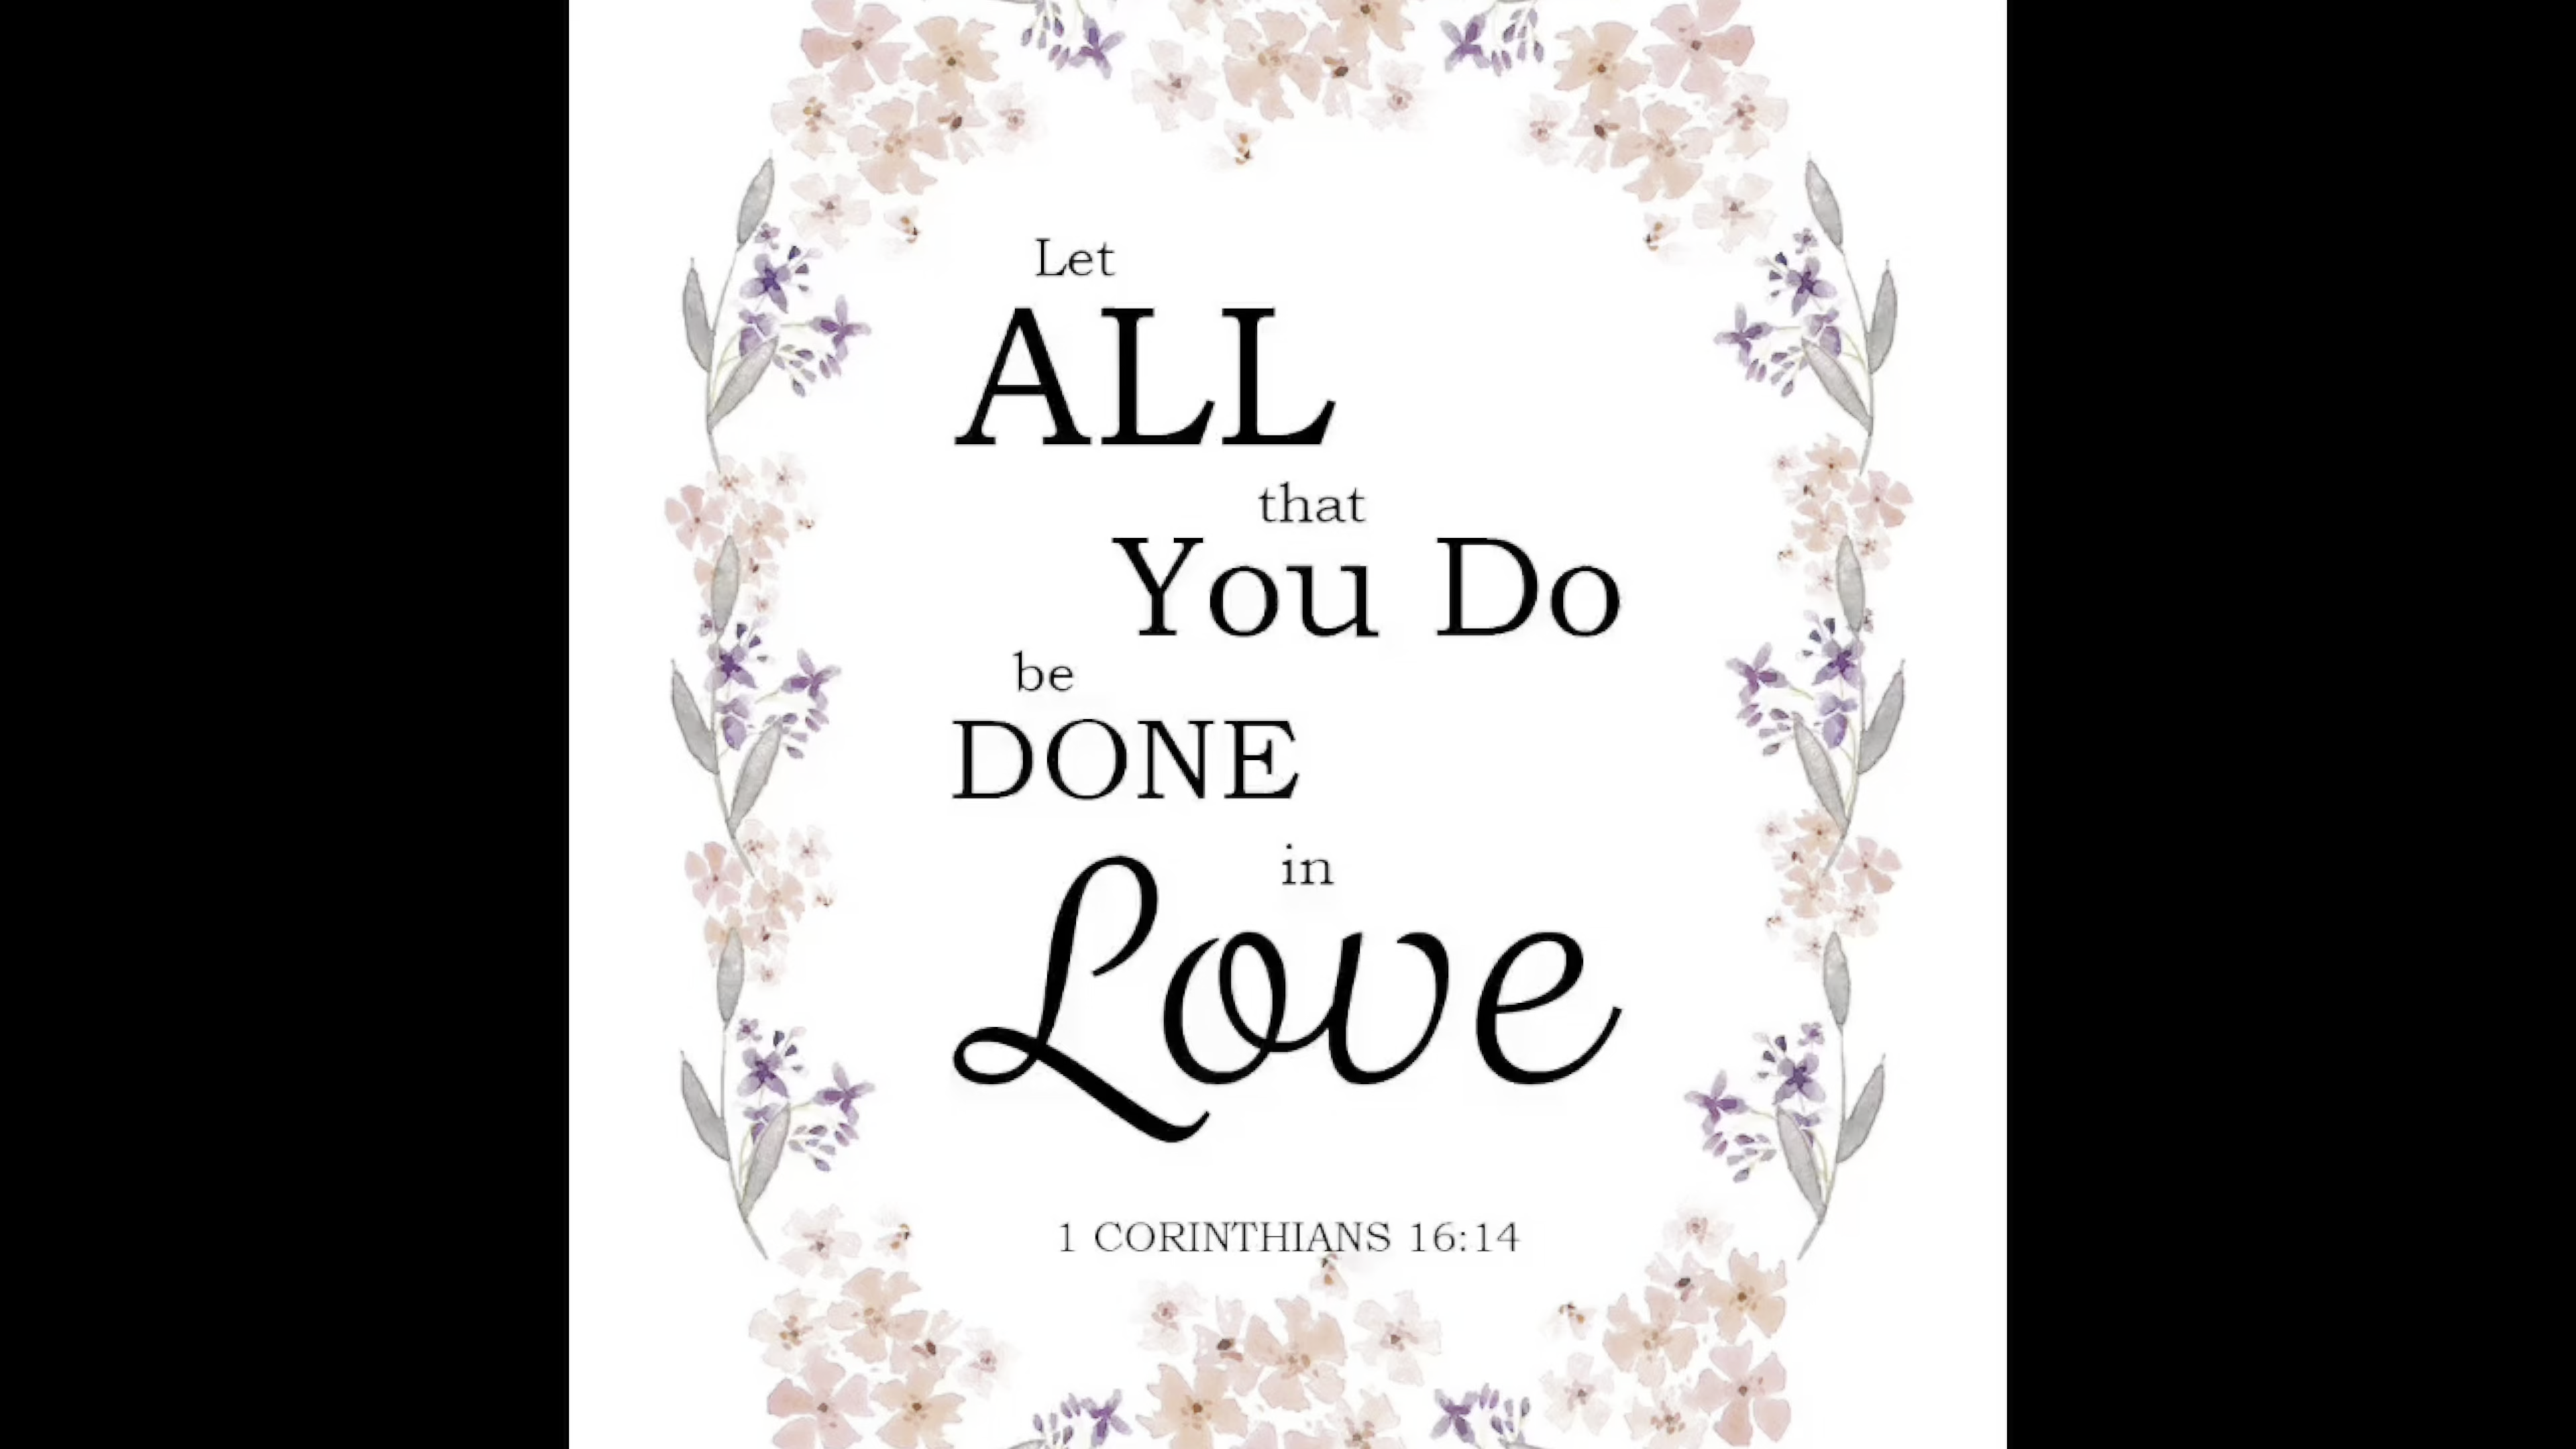 Let
ALL
that
You Do
be
DONE
in
Love
1 CORINTHIANS 16:14